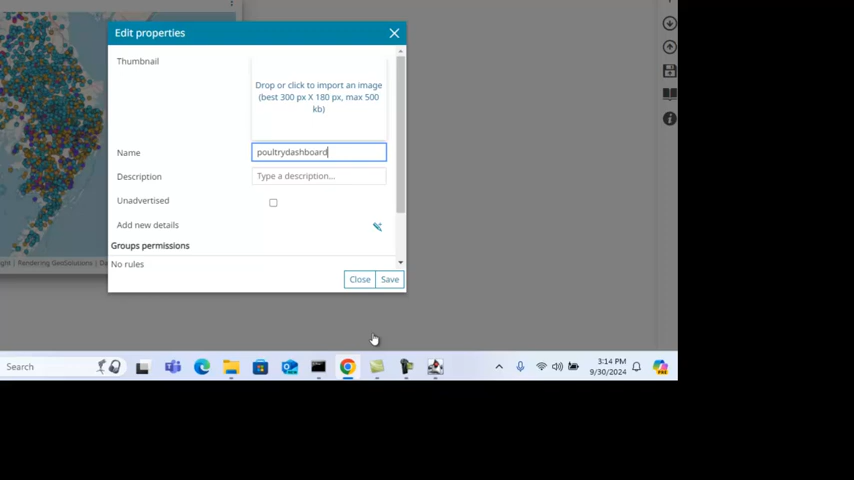 Edit properties
Thumbnail
Drop or click to import an image
(best 300 px X 180 px, max 500
kb)
Name
poultrydashboard
Description
Type a description...
Unadvertised
Add new details
Groups permissions
No rules
ght | Rendering GeoSolutions | Da
Close
Save
Search
3:14 PM
9/30/2024